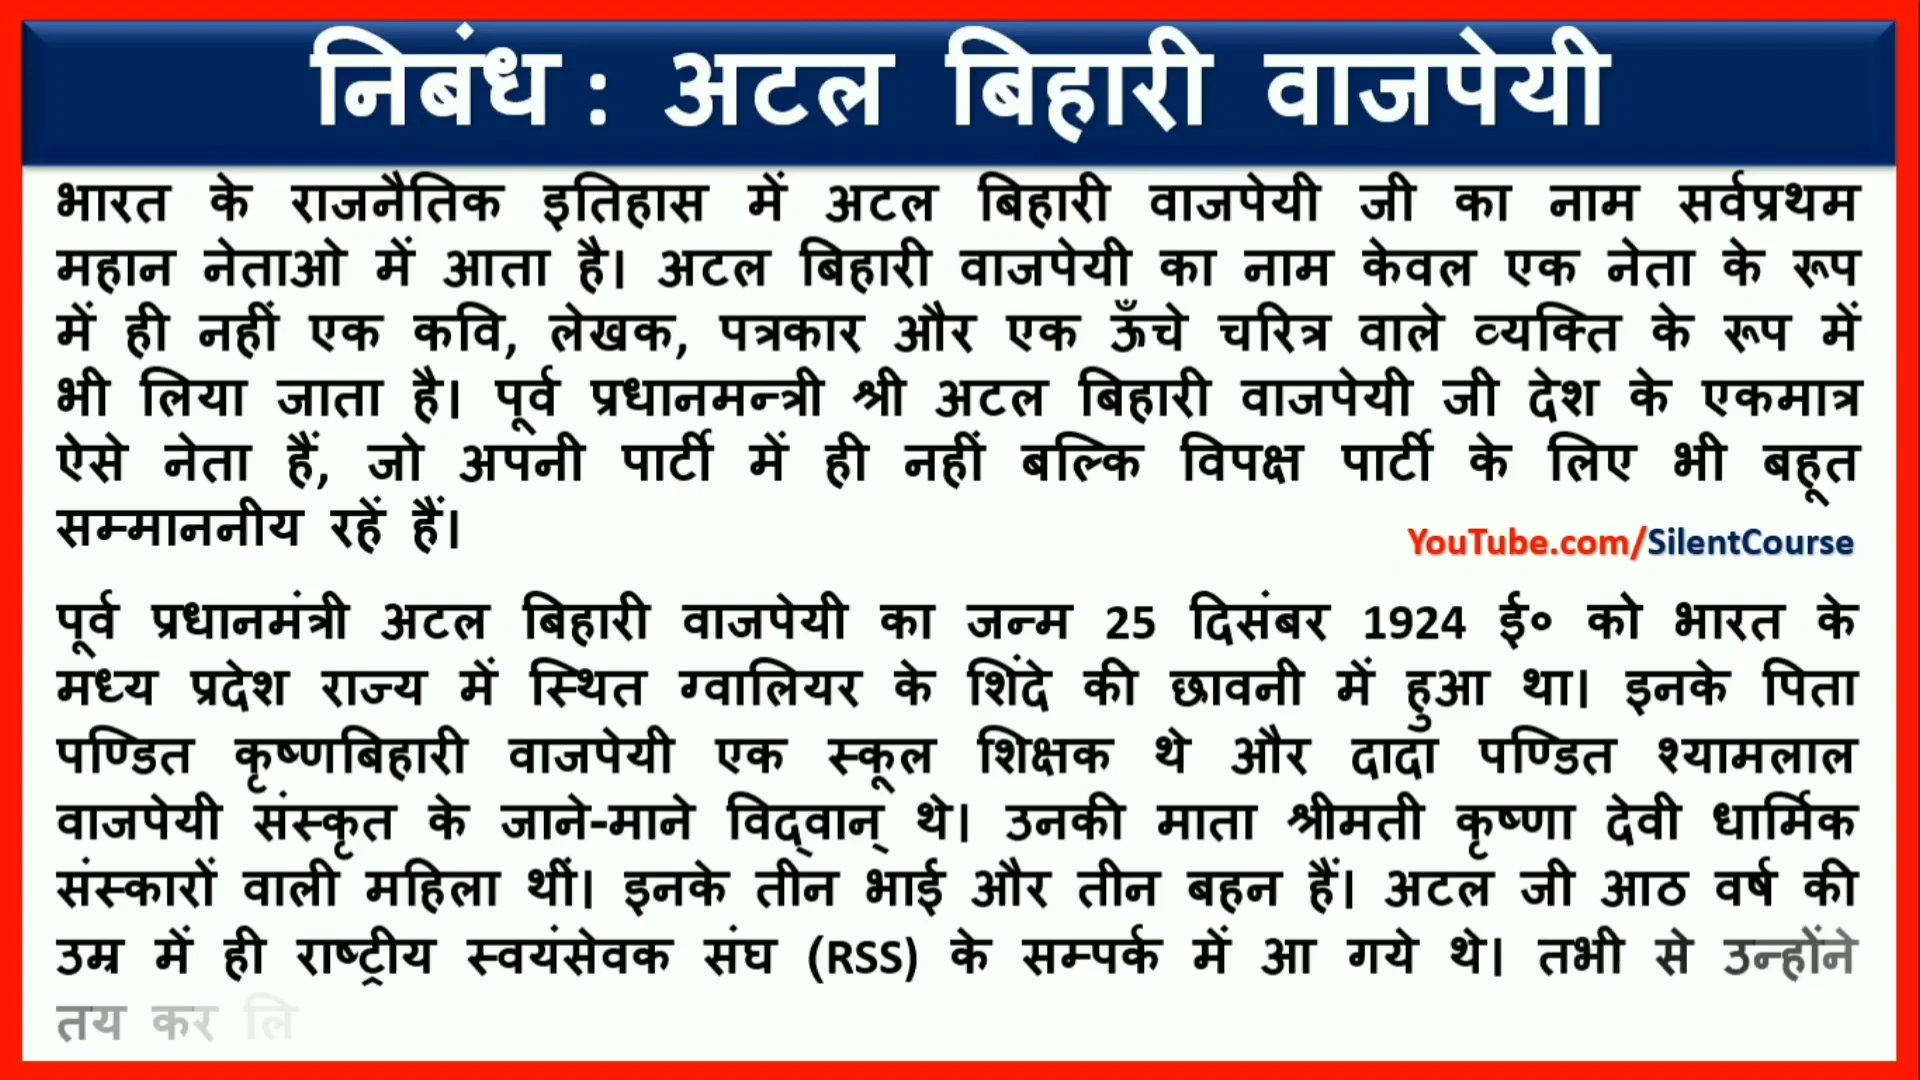 निबंध : अटल बिहारी वाजपेयी
भारत के राजनैतिक इतिहास में अटल बिहारी वाजपेयी जी का नाम सर्वप्रथम
महान नेताओ में आता है। अटल बिहारी वाजपेयी का नाम केवल एक नेता के रूप
में ही नहीं एक कवि, लेखक, पत्रकार और एक ऊँचे चरित्र वाले व्यक्ति के रूप में
भी लिया जाता है। पूर्व प्रधानमन्त्री श्री अटल बिहारी वाजपेयी जी देश के एकमात्र
ऐसे नेता हैं, जो अपनी पार्टी में ही नहीं बल्कि विपक्ष पार्टी के लिए भी बहूत
सम्माननीय रहें हैं।
YouTube.com/SilentCourse
पूर्व प्रधानमंत्री अटल बिहारी वाजपेयी का जन्म 25 दिसंबर 1924 ई० को भारत के
मध्य प्रदेश राज्य में स्थित ग्वालियर के शिंदे की छावनी में हुआ था। इनके पिता
पण्डित कृष्णबिहारी वाजपेयी एक स्कूल शिक्षक थे और दादा पण्डित श्यामलाल
वाजपेयी संस्कृत के जाने-माने विद्वान् थे। उनकी माता श्रीमती कृष्णा देवी धार्मिक
संस्कारों वाली महिला थीं। इनके तीन भाई और तीन बहन हैं। अटल जी आठ वर्ष की
उम्र में ही राष्ट्रीय स्वयंसेवक संघ (RSS) के सम्पर्क में आ गये थे। तभी से उन्होंने
तय कर लि